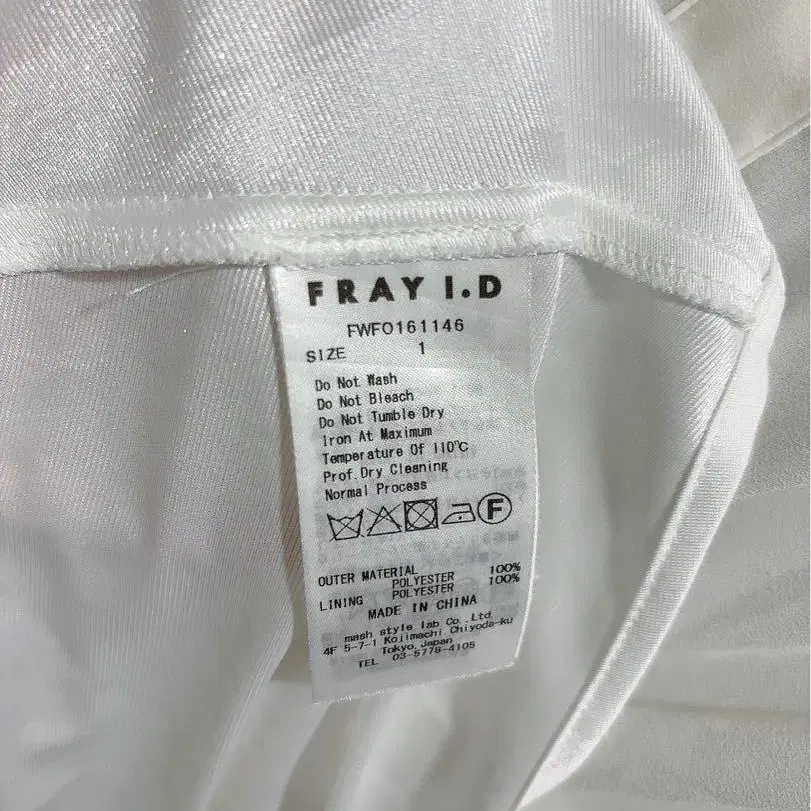 FRAY I.D
FWFO161146
SIZE 1
Do Not Wash
Do Not Bleach
Do Not Tumble Dry
Iron At Maximum
Temperature Of 110℃
Prof.Dry Cleaning
Normal Process
F
OUTER MATERIAL
POLYESTER 100%
LINING POLYESTER 100%
MADE IN CHINA
mash style lab Co.,Ltd.
4F 5-7-1 Kojimachi,Chiyoda-ku
Tokyo,Japan
TEL 03-5778-4105